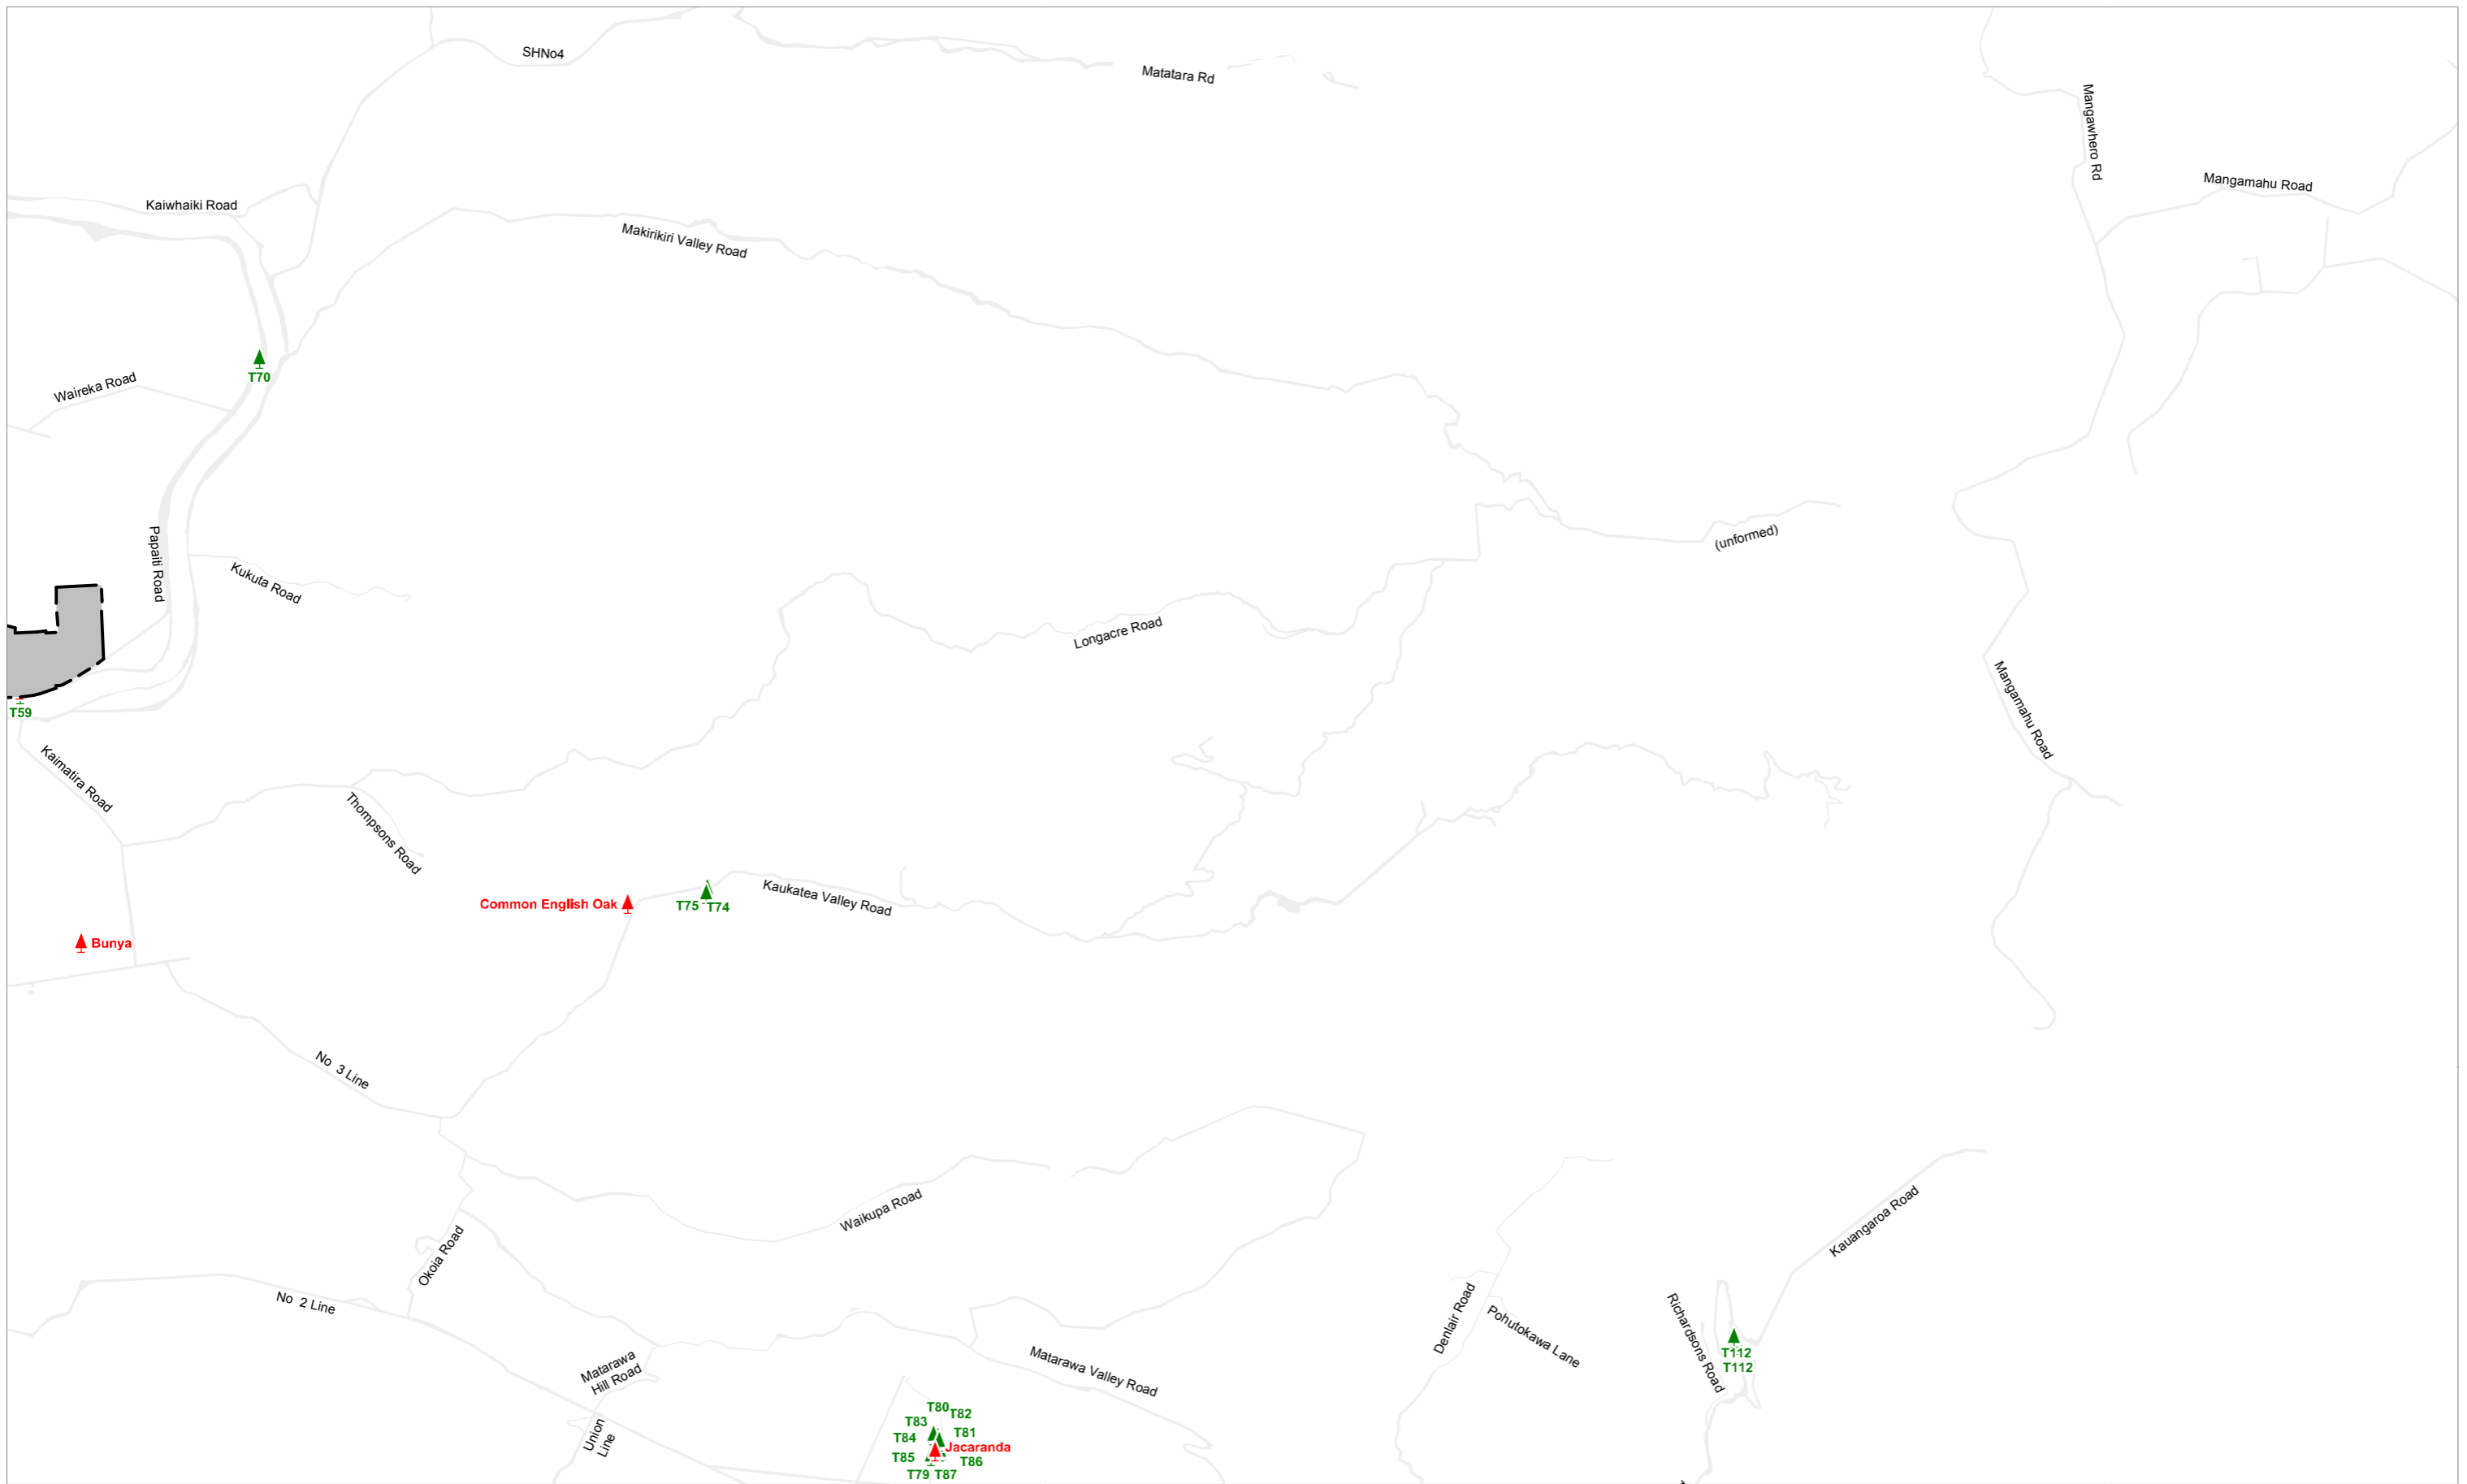 SHNo4
Matatara Rd
Mangawhero Rd
Mangamahu Road
Kaiwhaiki Road
Makirikiri Valley Road
T70
Waireka Road
Papaiti Road
(unformed)
Kukuta Road
Longacre Road
T59
Mangamahu Road
Kaimatira Road
Thompsons Road
Kaukatea Valley Road
Common English Oak
T75
T74
Bunya
No 3 Line
Waikupa Road
Kauangaroa Road
Okoia Road
No 2 Line
Denlair Road
Pohutokawa Lane
Richardsons Road
T112
T112
Matarawa
Hill Road
Matarawa Valley Road
Union
Line
T80
T82
T83
T81
T84
Jacaranda
T85
T86
T79
T87